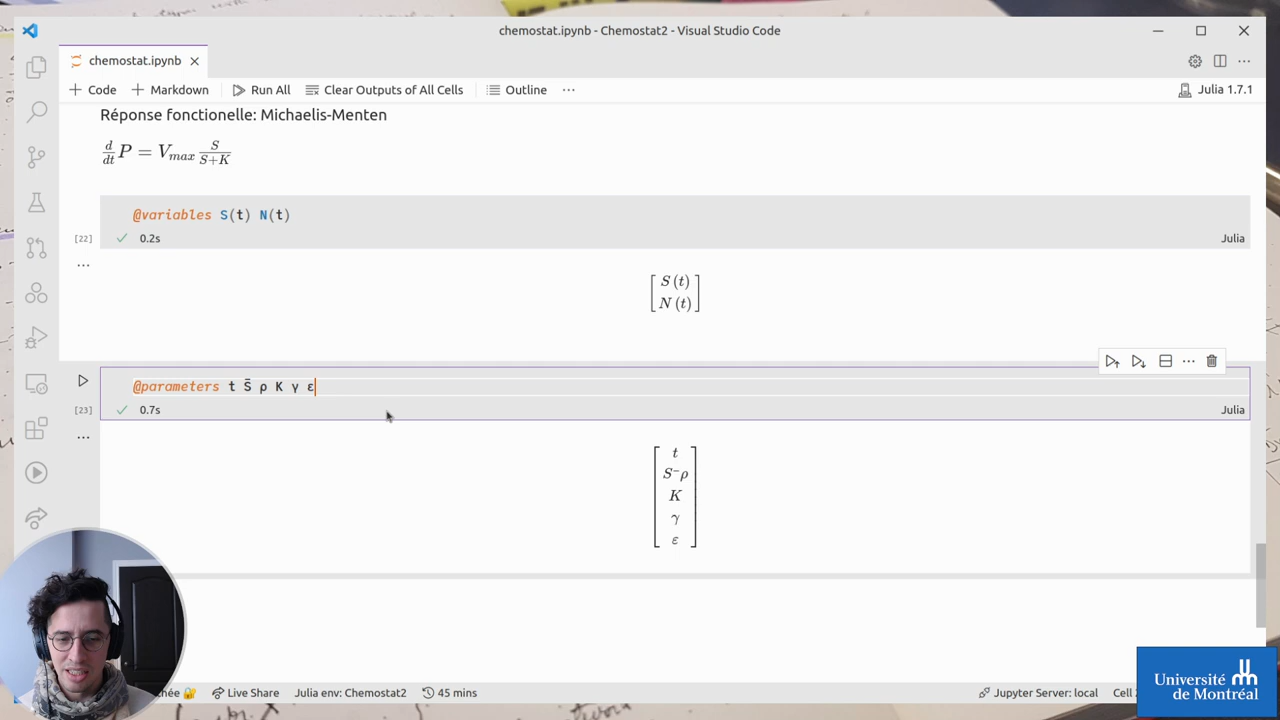 chemostat.ipynb - Chemostat2 - Visual Studio Code
chemostat.ipynb
Code
Markdown
Run All
Clear Outputs of All Cells
Outline
Julia 1.7.1
Réponse fonctionelle: Michaelis-Menten
d/dt P = V_max S/(S+K)
@variables S(t) N(t)
[22]
0.2s
Julia
S (t)
N (t)
@parameters t S̄ ρ K γ ε
[23]
0.7s
Julia
t
S⁻ρ
K
γ
ε
Live Share
Julia env: Chemostat2
45 mins
Jupyter Server: local
Cell
Université
de Montréal